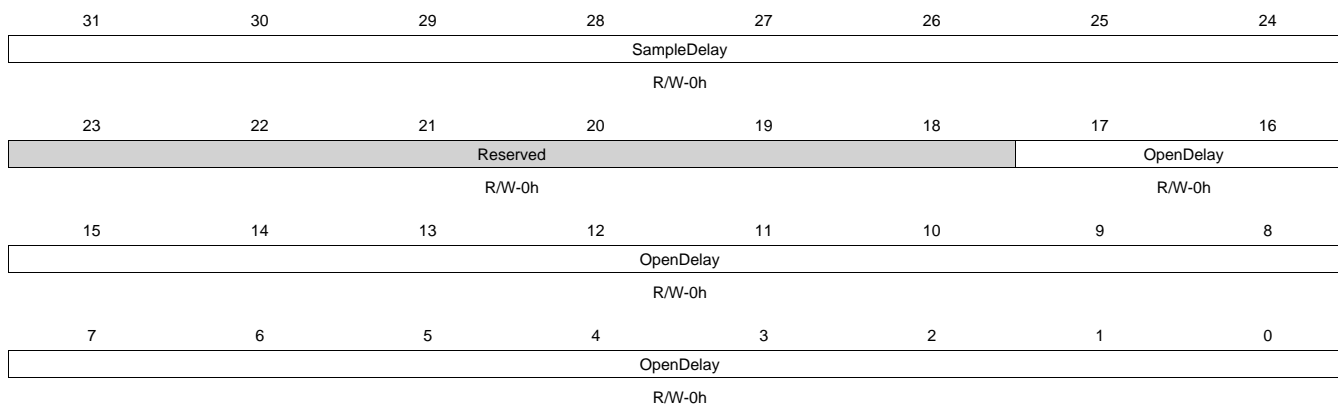 31 30 29 28 27 26 25 24
SampleDelay
R/W-0h
23 22 21 20 19 18 17 16
Reserved OpenDelay
R/W-0h R/W-0h
15 14 13 12 11 10 9 8
OpenDelay
R/W-0h
7 6 5 4 3 2 1 0
OpenDelay
R/W-0h